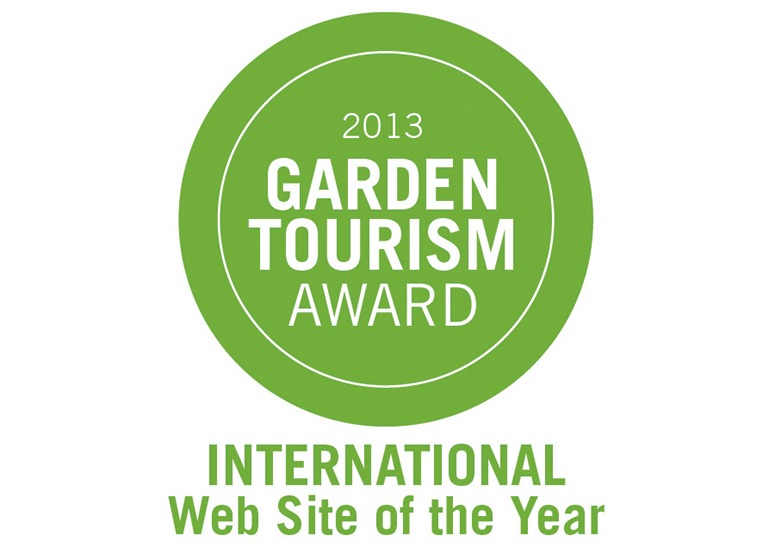 2013
GARDEN
TOURISM
AWARD
INTERNATIONAL
Web Site of the Year